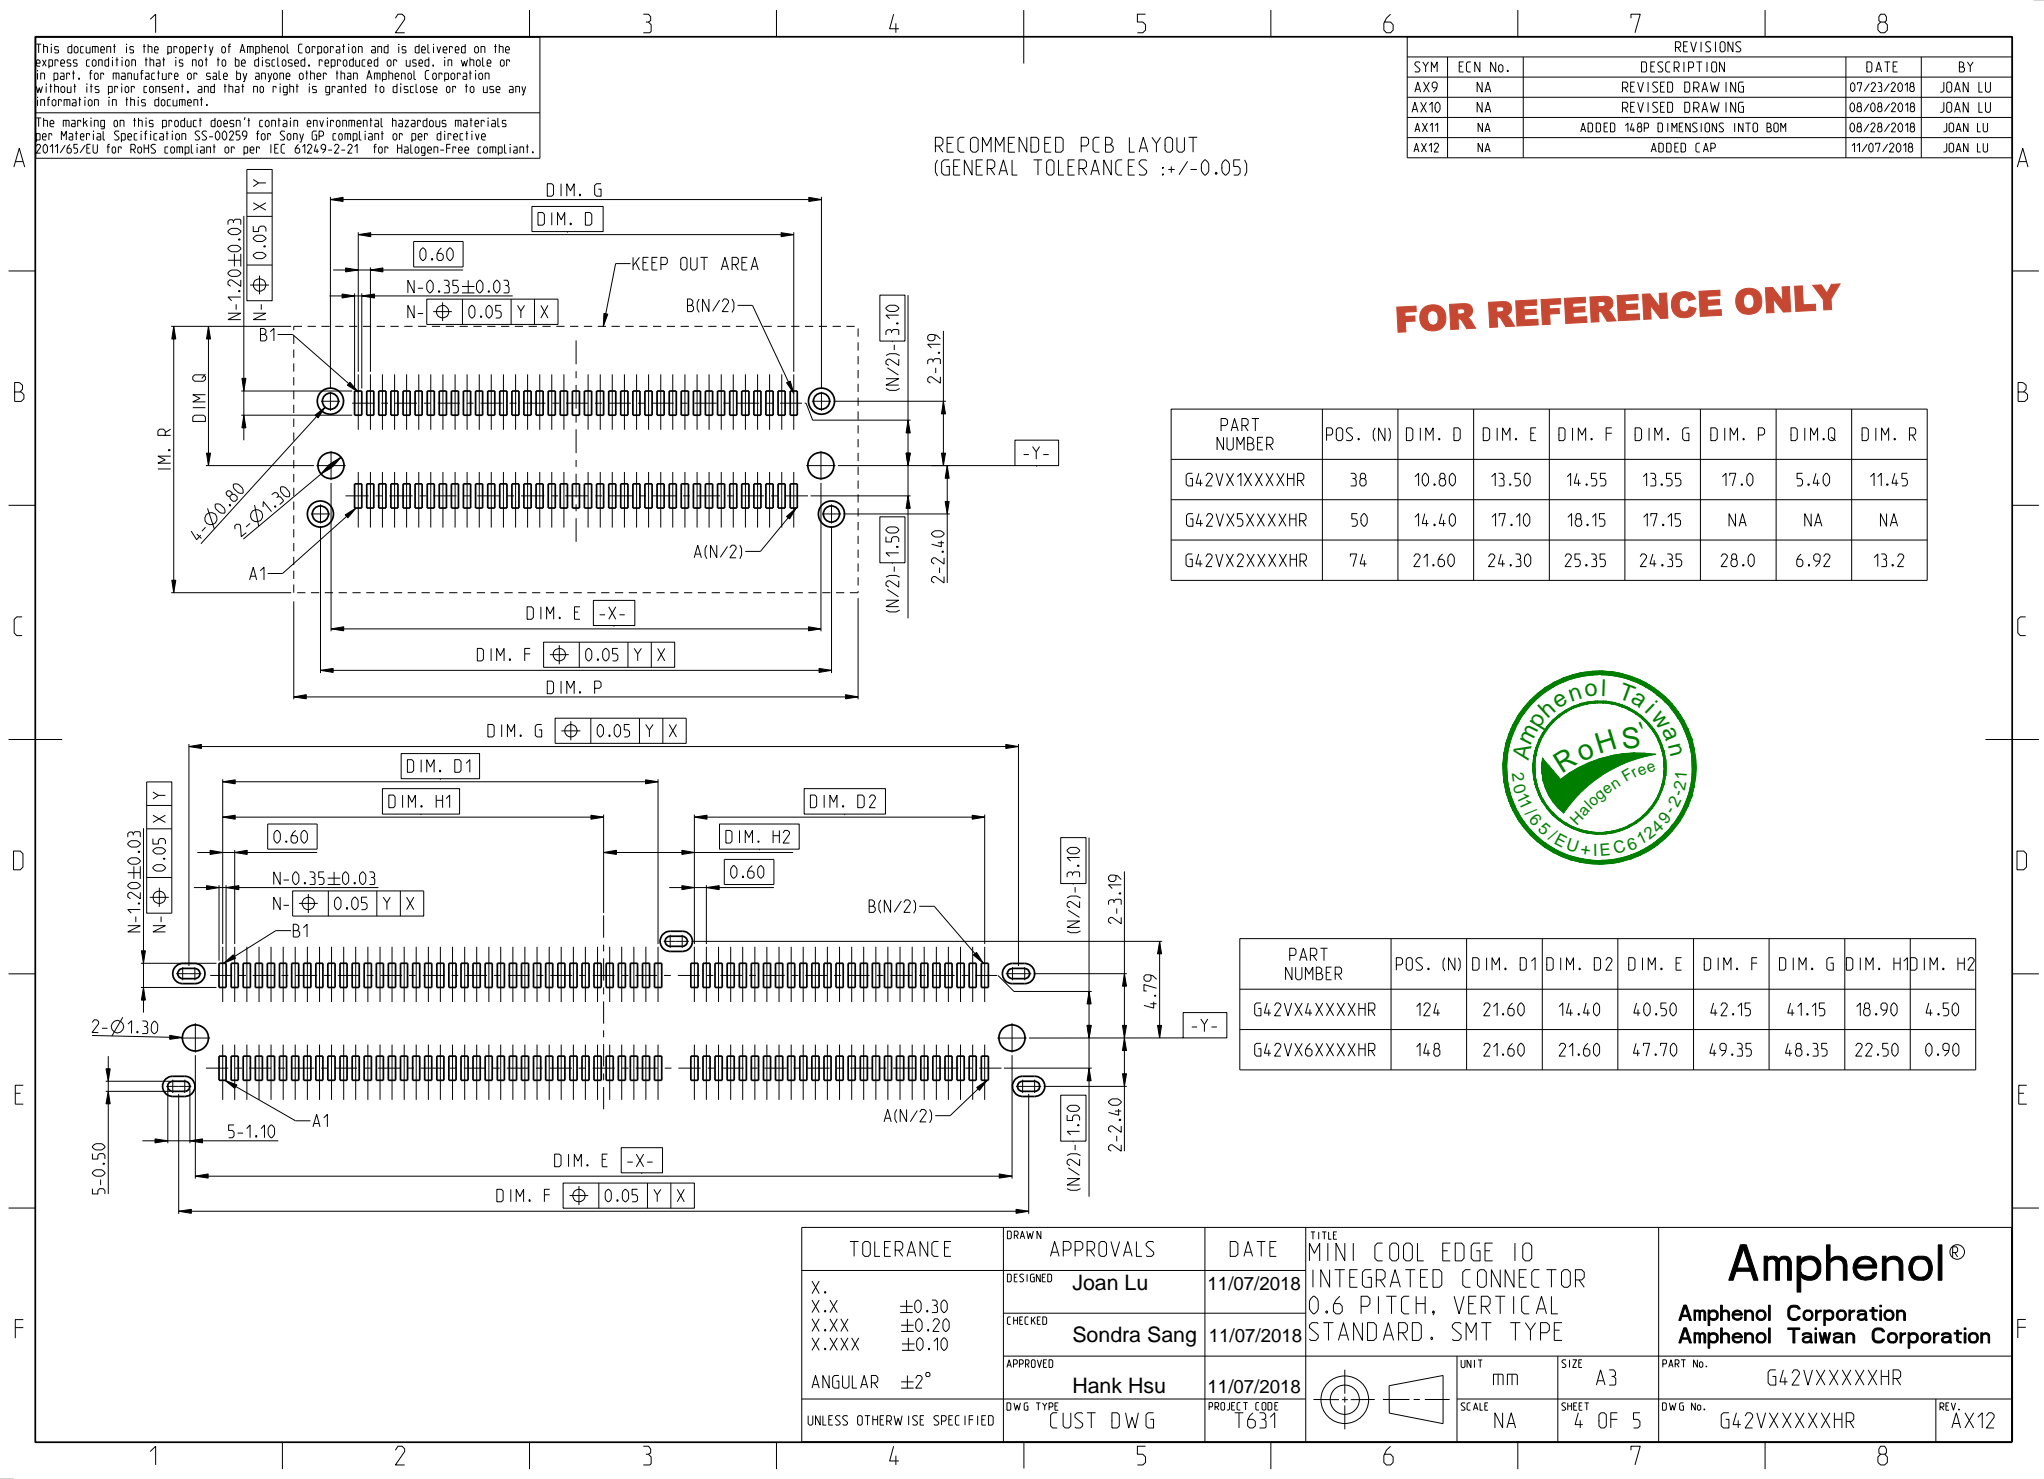 1 2 3 4 5 6 7 8
This document is the property of Amphenol Corporation and is delivered on the
express condition that is not to be disclosed. reproduced or used. in whole or
in part. for manufacture or sale by anyone other than Amphenol Corporation
without its prior consent. and that no right is granted to disclose or to use any
information in this document.
The marking on this product doesn't contain environmental hazardous materials
per Material Specification SS-00259 for Sony GP compliant or per directive
2011/65/EU for RoHS compliant or per IEC 61249-2-21 for Halogen-Free compliant.
REVISIONS
SYM ECN No. DESCRIPTION DATE BY
AX9 NA REVISED DRAWING 07/23/2018 JOAN LU
AX10 NA REVISED DRAWING 08/08/2018 JOAN LU
AX11 NA ADDED 148P DIMENSIONS INTO BOM 08/28/2018 JOAN LU
AX12 NA ADDED CAP 11/07/2018 JOAN LU
A A
B B
C C
D D
E E
F F
RECOMMENDED PCB LAYOUT
(GENERAL TOLERANCES :+/-0.05)
DIM. G
DIM. D
0.60
N-0.35±0.03
N- ⌖ 0.05 Y X
N-1.20±0.03
N- ⌖ 0.05 X Y
KEEP OUT AREA
B(N/2)
B1
(N/2)-3.10
2-3.19
DIM Q
IM. R
4-Ø0.80
2-Ø1.30
-Y-
A1
A(N/2)
(N/2)-1.50
2-2.40
DIM. E -X-
DIM. F ⌖ 0.05 Y X
DIM. P
FOR REFERENCE ONLY
PART NUMBER POS. (N) DIM. D DIM. E DIM. F DIM. G DIM. P DIM.Q DIM. R
G42VX1XXXXHR 38 10.80 13.50 14.55 13.55 17.0 5.40 11.45
G42VX5XXXXHR 50 14.40 17.10 18.15 17.15 NA NA NA
G42VX2XXXXHR 74 21.60 24.30 25.35 24.35 28.0 6.92 13.2
Amphenol Taiwan
RoHS
Halogen Free
2011/65/EU+IEC61249-2-21
DIM. G ⌖ 0.05 Y X
DIM. D1
DIM. H1
DIM. D2
0.60
DIM. H2
0.60
N-0.35±0.03
N- ⌖ 0.05 Y X
N-1.20±0.03
N- ⌖ 0.05 X Y
B1
B(N/2)
(N/2)-3.10
2-3.19
4.79
-Y-
2-Ø1.30
A1
A(N/2)
5-1.10
5-0.50
(N/2)-1.50
2-2.40
DIM. E -X-
DIM. F ⌖ 0.05 Y X
PART NUMBER POS. (N) DIM. D1 DIM. D2 DIM. E DIM. F DIM. G DIM. H1 DIM. H2
G42VX4XXXXHR 124 21.60 14.40 40.50 42.15 41.15 18.90 4.50
G42VX6XXXXHR 148 21.60 21.60 47.70 49.35 48.35 22.50 0.90
TOLERANCE
X.
X.X ±0.30
X.XX ±0.20
X.XXX ±0.10
ANGULAR ±2°
UNLESS OTHERWISE SPECIFIED
DRAWN APPROVALS DATE
DESIGNED Joan Lu 11/07/2018
CHECKED Sondra Sang 11/07/2018
APPROVED Hank Hsu 11/07/2018
DWG TYPE CUST DWG
PROJECT CODE T631
TITLE
MINI COOL EDGE IO
INTEGRATED CONNECTOR
0.6 PITCH, VERTICAL
STANDARD. SMT TYPE
UNIT mm
SIZE A3
SCALE NA
SHEET 4 OF 5
Amphenol®
Amphenol Corporation
Amphenol Taiwan Corporation
PART No. G42VXXXXXHR
DWG No. G42VXXXXXHR
REV. AX12
1 2 3 4 5 6 7 8